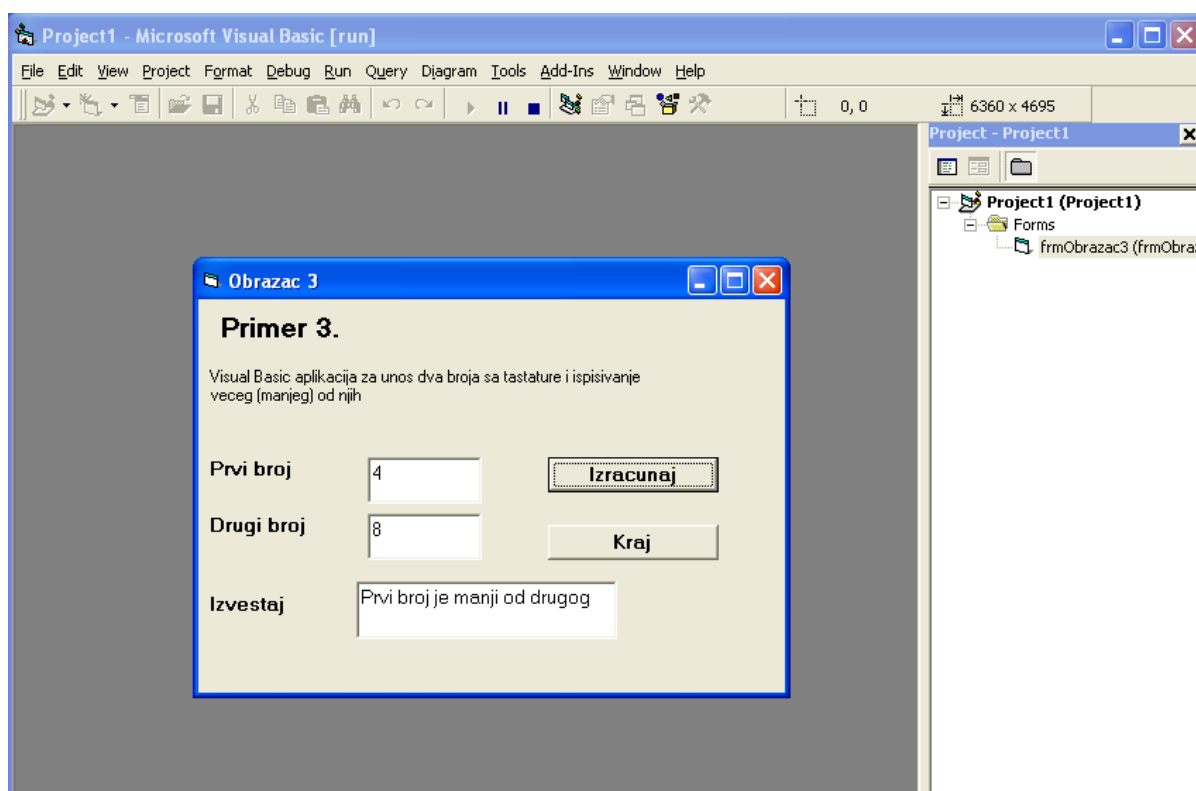 Project1 - Microsoft Visual Basic [run]
File Edit View Project Format Debug Run Query Diagram Tools Add-Ins Window Help
0, 0 6360 x 4695
Project - Project1
Project1 (Project1)
Forms
frmObrazac3 (frmObra
Obrazac 3
Primer 3.
Visual Basic aplikacija za unos dva broja sa tastature i ispisivanje
veceg (manjeg) od njih
Prvi broj 4 Izracunaj
Drugi broj 8 Kraj
Izvestaj Prvi broj je manji od drugog